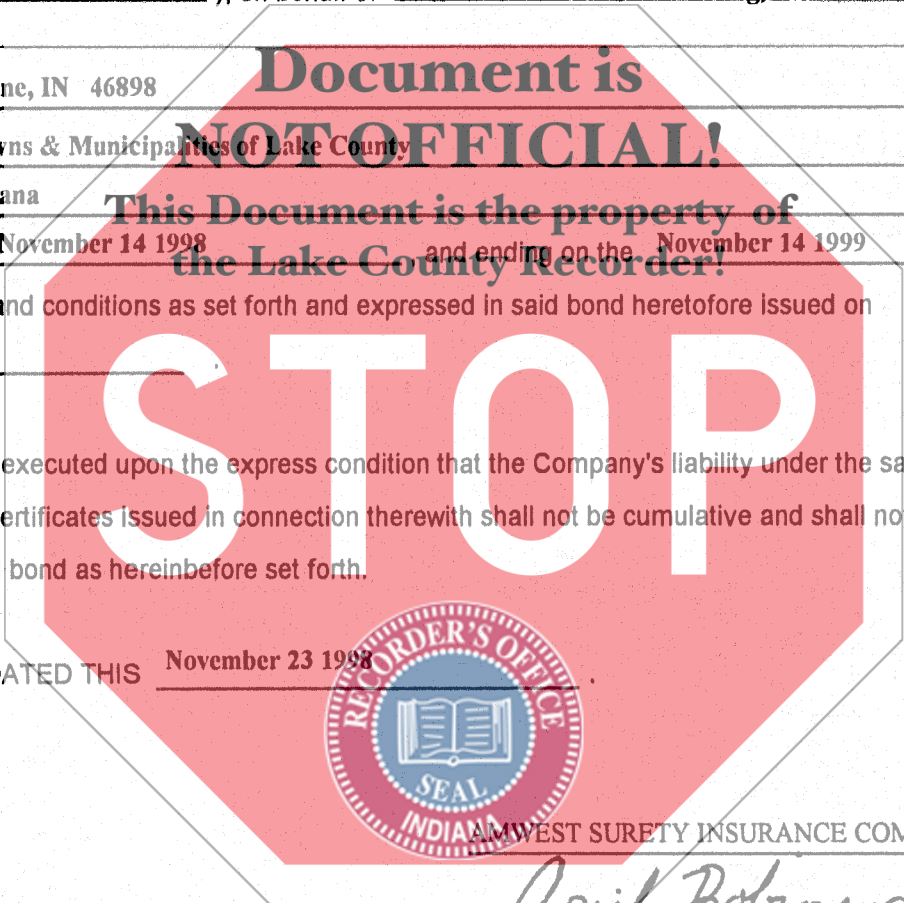 Document is
ne, IN 46898
NOT OFFICIAL!
wns & Municipalities of Lake County
ana
This Document is the property of
November 14 1998 , and ending on the November 14 1999
the Lake County Recorder!
and conditions as set forth and expressed in said bond heretofore issued on
STOP
executed upon the express condition that the Company's liability under the sa
ertificates issued in connection therewith shall not be cumulative and shall no
bond as hereinbefore set forth.
ATED THIS November 23 1998 .
RECORDER'S OFFICE
SEAL
INDIANA
AMWEST SURETY INSURANCE COM